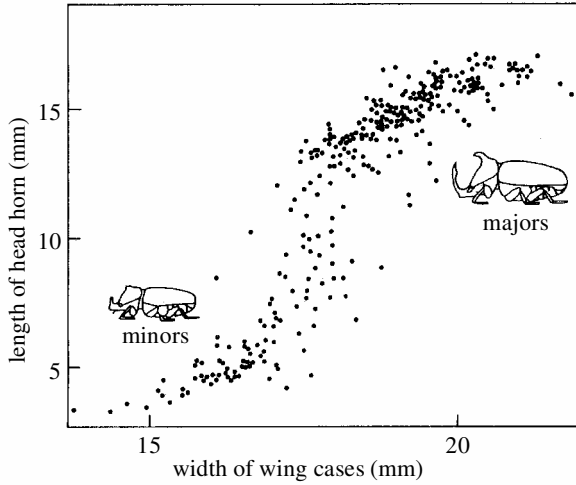 15
10
5
length of head horn (mm)
minors
majors
15
20
width of wing cases (mm)